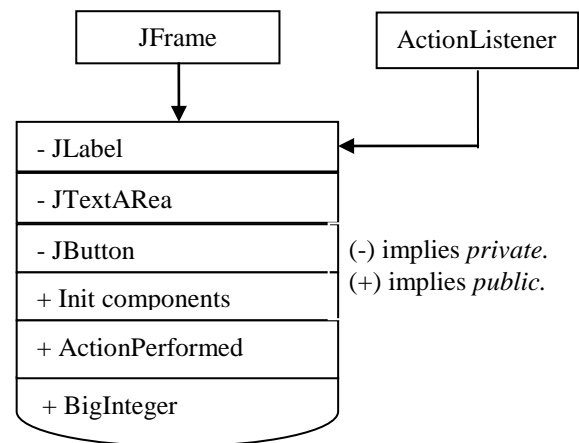 JFrame
ActionListener
- JLabel
- JTextARea
- JButton
(-) implies private.
+ Init components
(+) implies public.
+ ActionPerformed
+ BigInteger